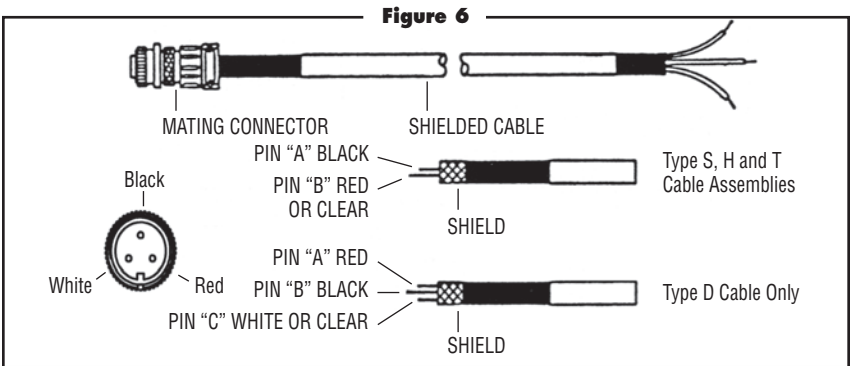 Figure 6
MATING CONNECTOR
SHIELDED CABLE
PIN “A” BLACK
PIN “B” RED
OR CLEAR
SHIELD
Type S, H and T
Cable Assemblies
Black
White
Red
PIN “A” RED
PIN “B” BLACK
PIN “C” WHITE OR CLEAR
SHIELD
Type D Cable Only